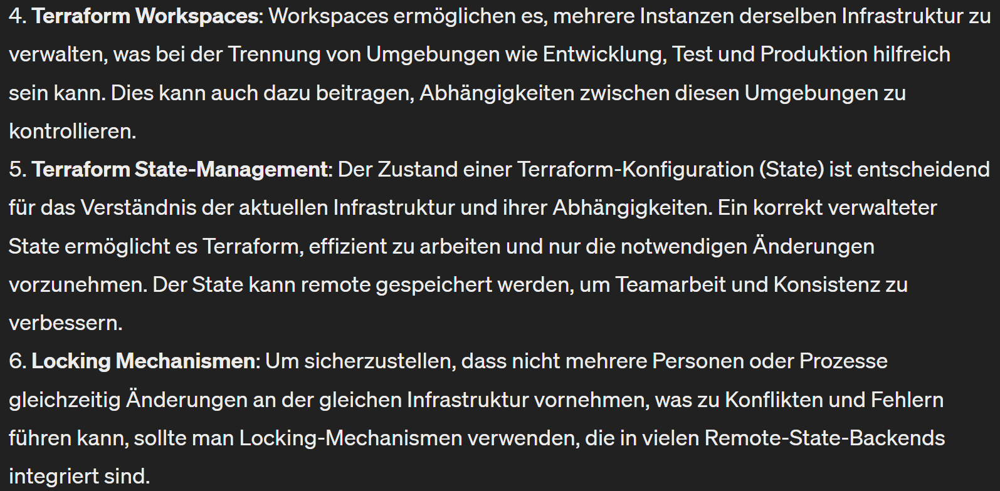 4. Terraform Workspaces: Workspaces ermöglichen es, mehrere Instanzen derselben Infrastruktur zu
verwalten, was bei der Trennung von Umgebungen wie Entwicklung, Test und Produktion hilfreich
sein kann. Dies kann auch dazu beitragen, Abhängigkeiten zwischen diesen Umgebungen zu
kontrollieren.
5. Terraform State-Management: Der Zustand einer Terraform-Konfiguration (State) ist entscheidend
für das Verständnis der aktuellen Infrastruktur und ihrer Abhängigkeiten. Ein korrekt verwalteter
State ermöglicht es Terraform, effizient zu arbeiten und nur die notwendigen Änderungen
vorzunehmen. Der State kann remote gespeichert werden, um Teamarbeit und Konsistenz zu
verbessern.
6. Locking Mechanismen: Um sicherzustellen, dass nicht mehrere Personen oder Prozesse
gleichzeitig Änderungen an der gleichen Infrastruktur vornehmen, was zu Konflikten und Fehlern
führen kann, sollte man Locking-Mechanismen verwenden, die in vielen Remote-State-Backends
integriert sind.